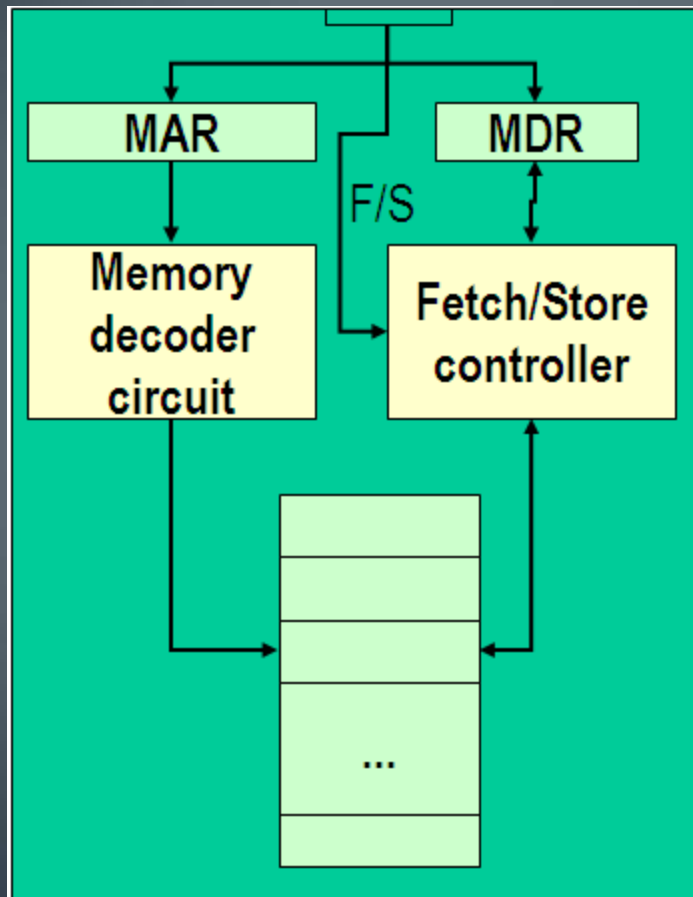 MAR
MDR
F/S
Memory
decoder
circuit
Fetch/Store
controller
...